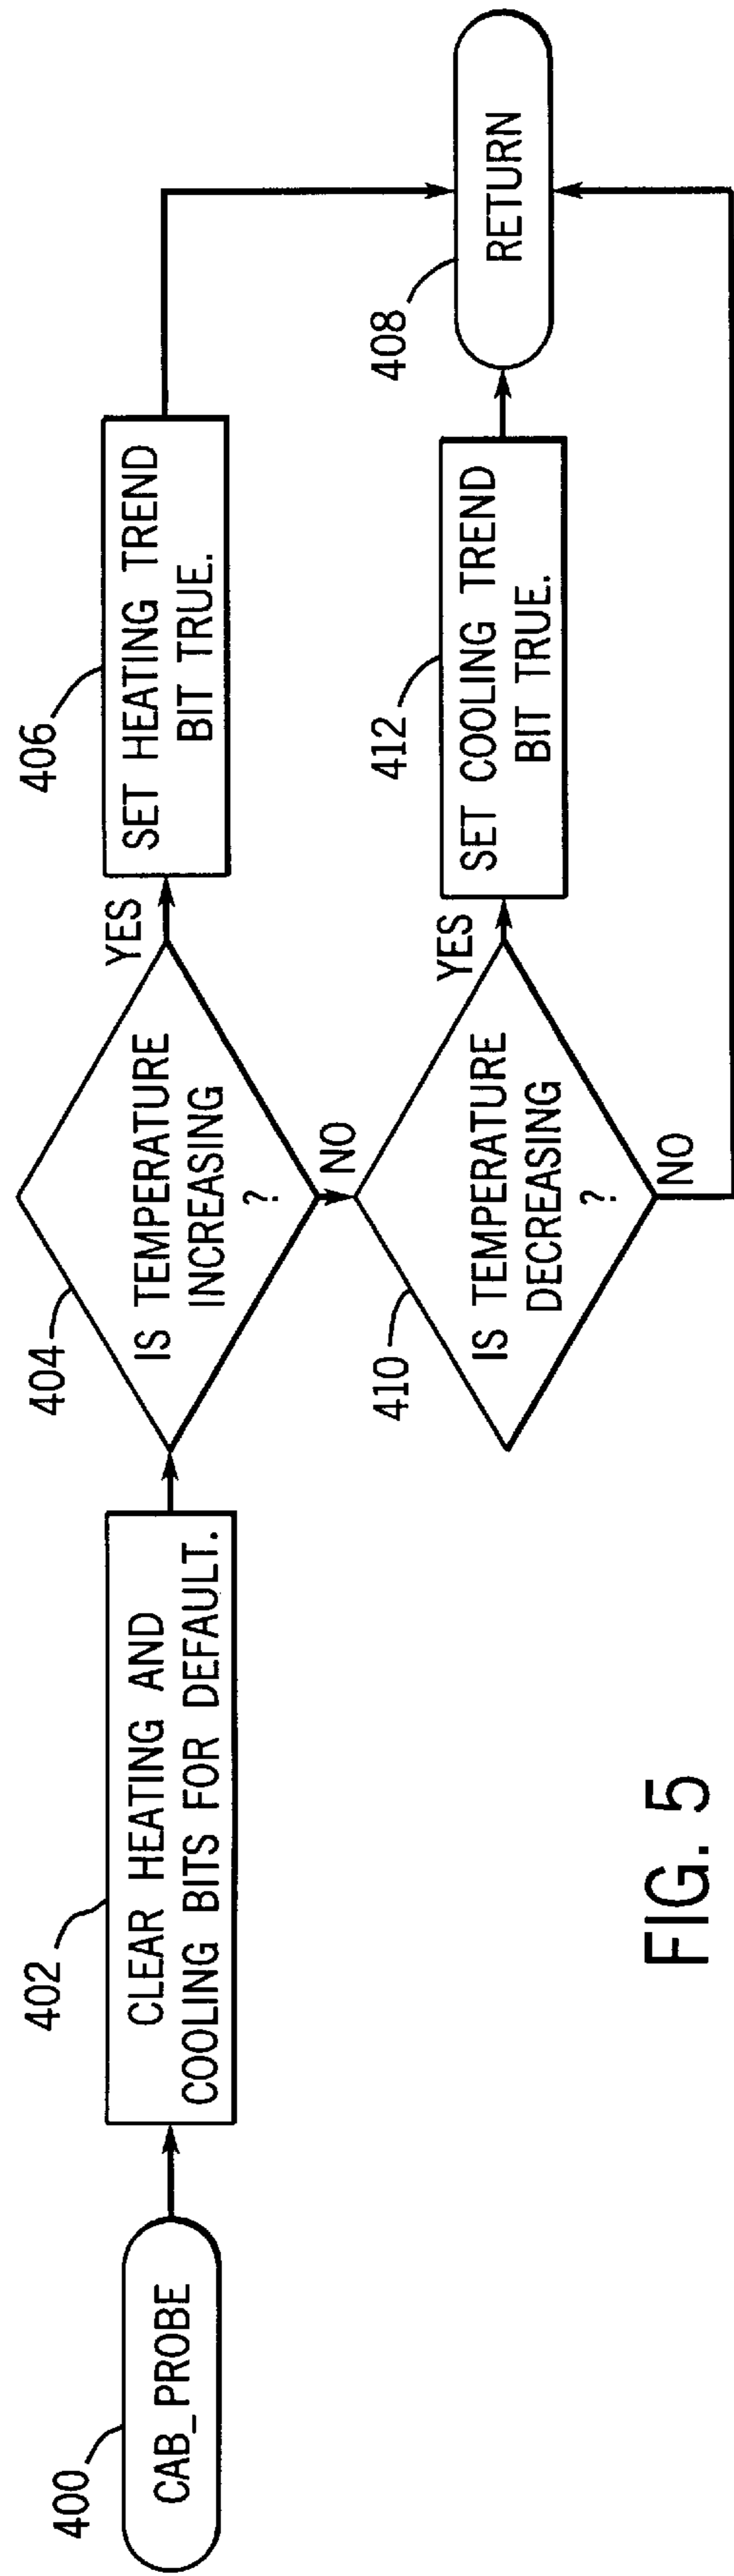 400
CAB_PROBE
402
CLEAR HEATING AND
COOLING BITS FOR DEFAULT.
404
IS TEMPERATURE
INCREASING
?
YES
NO
406
SET HEATING TREND
BIT TRUE.
410
IS TEMPERATURE
DECREASING
?
YES
NO
412
SET COOLING TREND
BIT TRUE.
408
RETURN
FIG. 5